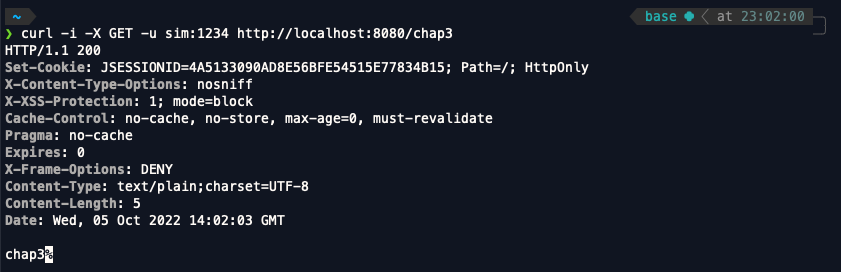 ~ base at 23:02:00
❯ curl -i -X GET -u sim:1234 http://localhost:8080/chap3
HTTP/1.1 200
Set-Cookie: JSESSIONID=4A5133090AD8E56BFE54515E77834B15; Path=/; HttpOnly
X-Content-Type-Options: nosniff
X-XSS-Protection: 1; mode=block
Cache-Control: no-cache, no-store, max-age=0, must-revalidate
Pragma: no-cache
Expires: 0
X-Frame-Options: DENY
Content-Type: text/plain;charset=UTF-8
Content-Length: 5
Date: Wed, 05 Oct 2022 14:02:03 GMT
chap3%